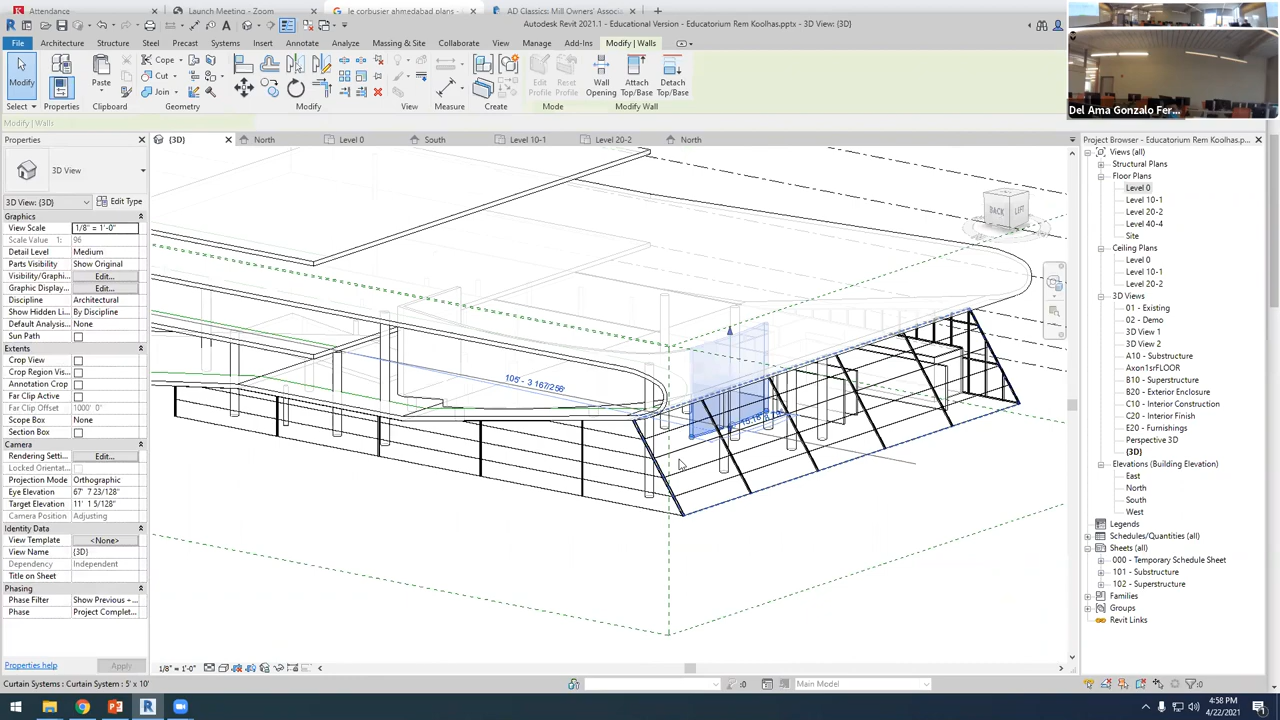 Attendance
Launch Meeting - Zoom
le corbusier ahmedabad plans -
AD Classics: Mill Owners' Associ
Autodesk Revit 2021.1 - Educational Version - Educatorium Rem Koolhas.pptx - 3D View: {3D}
File Architecture Structure Steel Precast Systems Insert Annotate Analyze Massing & Site Collaborate View Manage Add-Ins Modify | Walls
Modify
Properties
Paste
Cope
Cut
Join
Edit Profile
Reset Profile
Wall Opening
Attach Top/Base
Detach Top/Base
Select
Properties
Clipboard
Geometry
Modify
View
Measure
Create
Mode
Modify Wall
Del Ama Gonzalo Fer...
Modify | Walls
Properties
(3D)
North
Level 0
South
Level 10-1
Level 20-2
North
Project Browser - Educatorium Rem Koolhas.p...
3D View
3D View: {3D}
Edit Type
Graphics
View Scale 1/8" = 1'-0"
Scale Value 1: 96
Detail Level Medium
Parts Visibility Show Original
Visibility/Graphi... Edit...
Graphic Display... Edit...
Discipline Architectural
Show Hidden Li... By Discipline
Default Analysis... None
Sun Path
Extents
Crop View
Crop Region Vis...
Annotation Crop
Far Clip Active
Far Clip Offset 1000' 0"
Scope Box None
Section Box
Camera
Rendering Setti... Edit...
Locked Orientat...
Projection Mode Orthographic
Eye Elevation 67' 7 23/128"
Target Elevation 11' 1 5/128"
Camera Position Adjusting
Identity Data
View Template <None>
View Name {3D}
Dependency Independent
Title on Sheet
Phasing
Phase Filter Show Previous + ...
Phase Project Complet...
Properties help
Apply
BACK
LEFT
105' - 3 167/256"
Views (all)
Structural Plans
Floor Plans
Level 0
Level 10-1
Level 20-2
Level 40-4
Site
Ceiling Plans
Level 0
Level 10-1
Level 20-2
3D Views
01 - Existing
02 - Demo
3D View 1
3D View 2
A10 - Substructure
Axon1srFLOOR
B10 - Superstructure
B20 - Exterior Enclosure
C10 - Interior Construction
C20 - Interior Finish
E20 - Furnishings
Perspective 3D
{3D}
Elevations (Building Elevation)
East
North
South
West
Legends
Schedules/Quantities (all)
Sheets (all)
000 - Temporary Schedule Sheet
101 - Substructure
102 - Superstructure
Families
Groups
Revit Links
1/8" = 1'-0"
Curtain Systems : Curtain System : 5' x 10'
:0
Main Model
:0
4:58 PM
4/22/2021